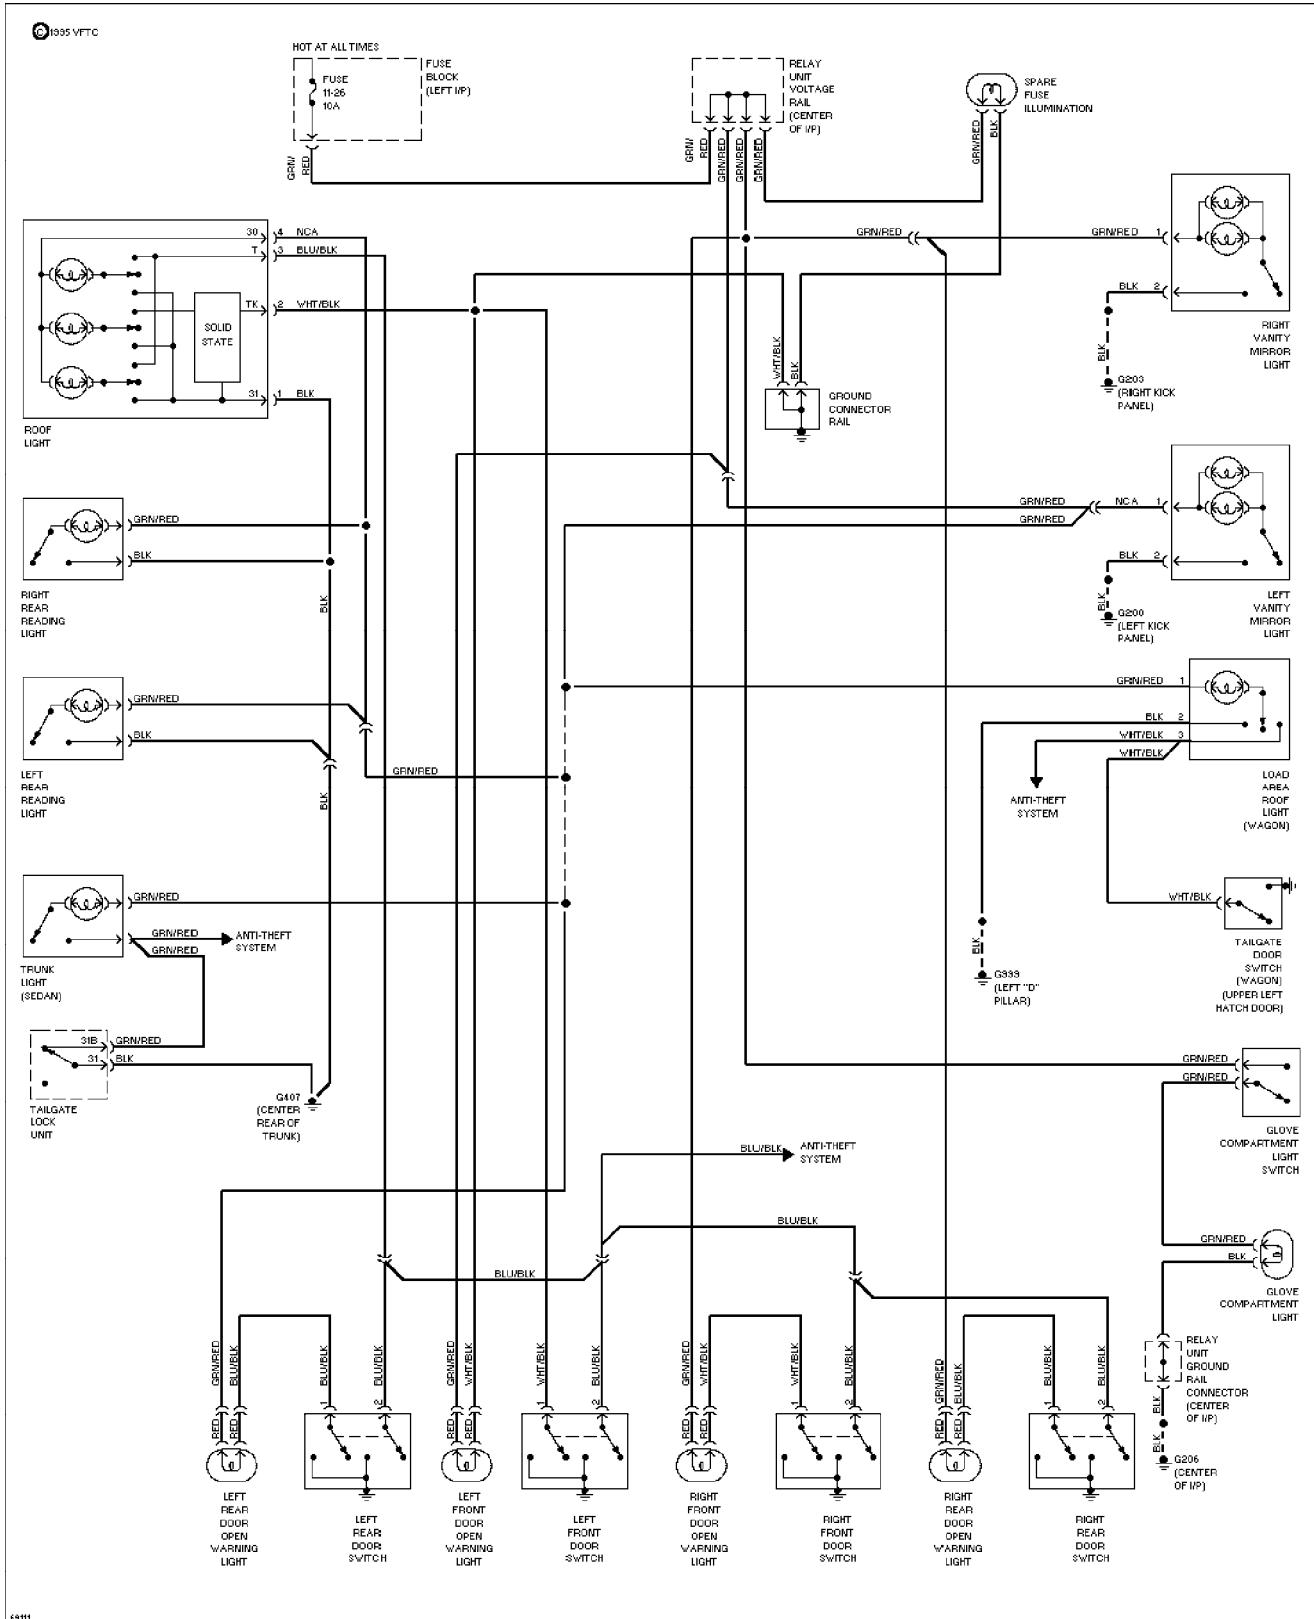 © 1995 VFTC
HOT AT ALL TIMES
FUSE
11-26
10A
FUSE
BLOCK
(LEFT I/P)
RELAY
UNIT
VOLTAGE
RAIL
(CENTER
OF I/P)
SPARE
FUSE
ILLUMINATION
GRN/
RED
GRN/
RED
GRN/RED
GRN/RED
GRN/RED
GRN/RED
BLK
30
4
NCA
T
3
BLU/BLK
TK
2
WHT/BLK
31
1
BLK
SOLID
STATE
ROOF
LIGHT
GRN/RED
GRN/RED
1
BLK
2
BLK
G203
(RIGHT KICK
PANEL)
RIGHT
VANITY
MIRROR
LIGHT
WHT/BLK
BLK
GROUND
CONNECTOR
RAIL
GRN/RED
BLK
RIGHT
REAR
READING
LIGHT
BLK
GRN/RED
GRN/RED
NCA
1
BLK
2
BLK
G200
(LEFT KICK
PANEL)
LEFT
VANITY
MIRROR
LIGHT
GRN/RED
BLK
LEFT
REAR
READING
LIGHT
BLK
GRN/RED
GRN/RED
1
BLK
2
WHT/BLK
3
WHT/BLK
ANTI-THEFT
SYSTEM
LOAD
AREA
ROOF
LIGHT
(WAGON)
GRN/RED
GRN/RED
GRN/RED
ANTI-THEFT
SYSTEM
TRUNK
LIGHT
(SEDAN)
WHT/BLK
TAILGATE
DOOR
SWITCH
(WAGON)
(UPPER LEFT
HATCH DOOR)
BLK
G999
(LEFT "D"
PILLAR)
31B
GRN/RED
31
BLK
TAILGATE
LOCK
UNIT
G407
(CENTER
REAR OF
TRUNK)
GRN/RED
GRN/RED
GLOVE
COMPARTMENT
LIGHT
SWITCH
BLU/BLK
ANTI-THEFT
SYSTEM
BLU/BLK
BLU/BLK
GRN/RED
BLK
GLOVE
COMPARTMENT
LIGHT
RELAY
UNIT
GROUND
RAIL
CONNECTOR
(CENTER
OF I/P)
BLK
BLK
G206
(CENTER
OF I/P)
GRN/RED
BLU/BLK
BLU/BLK
BLU/BLK
GRN/RED
WHT/BLK
WHT/BLK
BLU/BLK
GRN/RED
BLU/BLK
WHT/BLK
BLU/BLK
GRN/RED
BLU/BLK
BLU/BLK
BLU/BLK
1
2
1
2
1
2
1
2
RED
RED
RED
RED
RED
RED
RED
RED
LEFT
REAR
DOOR
OPEN
WARNING
LIGHT
LEFT
REAR
DOOR
SWITCH
LEFT
FRONT
DOOR
OPEN
WARNING
LIGHT
LEFT
FRONT
DOOR
SWITCH
RIGHT
FRONT
DOOR
OPEN
WARNING
LIGHT
RIGHT
FRONT
DOOR
SWITCH
RIGHT
REAR
DOOR
OPEN
WARNING
LIGHT
RIGHT
REAR
DOOR
SWITCH